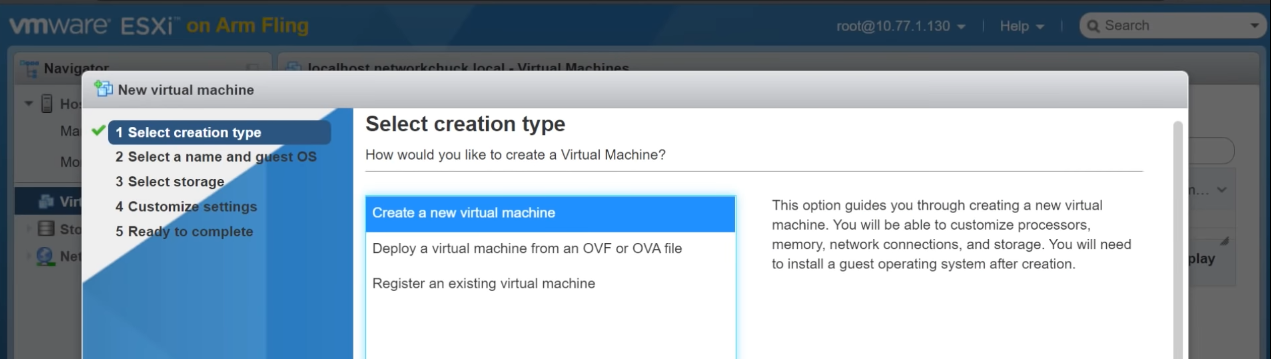 vmware ESXi™ on Arm Fling
root@10.77.1.130
Help
Search
Navigator
localhost.networkchuck.local - Virtual Machines
New virtual machine
1 Select creation type
2 Select a name and guest OS
3 Select storage
4 Customize settings
5 Ready to complete
Select creation type
How would you like to create a Virtual Machine?
Create a new virtual machine
Deploy a virtual machine from an OVF or OVA file
Register an existing virtual machine
This option guides you through creating a new virtual
machine. You will be able to customize processors,
memory, network connections, and storage. You will need
to install a guest operating system after creation.
Ho
Ma
Mo
Virt
Sto
Net
play